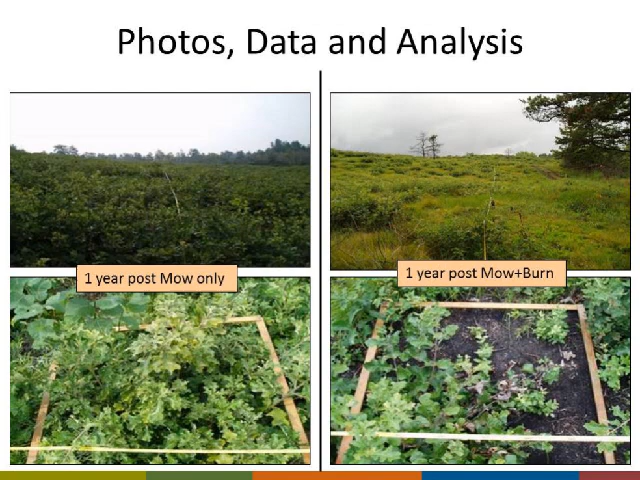 Photos, Data and Analysis
1 year post Mow only
1 year post Mow+Burn